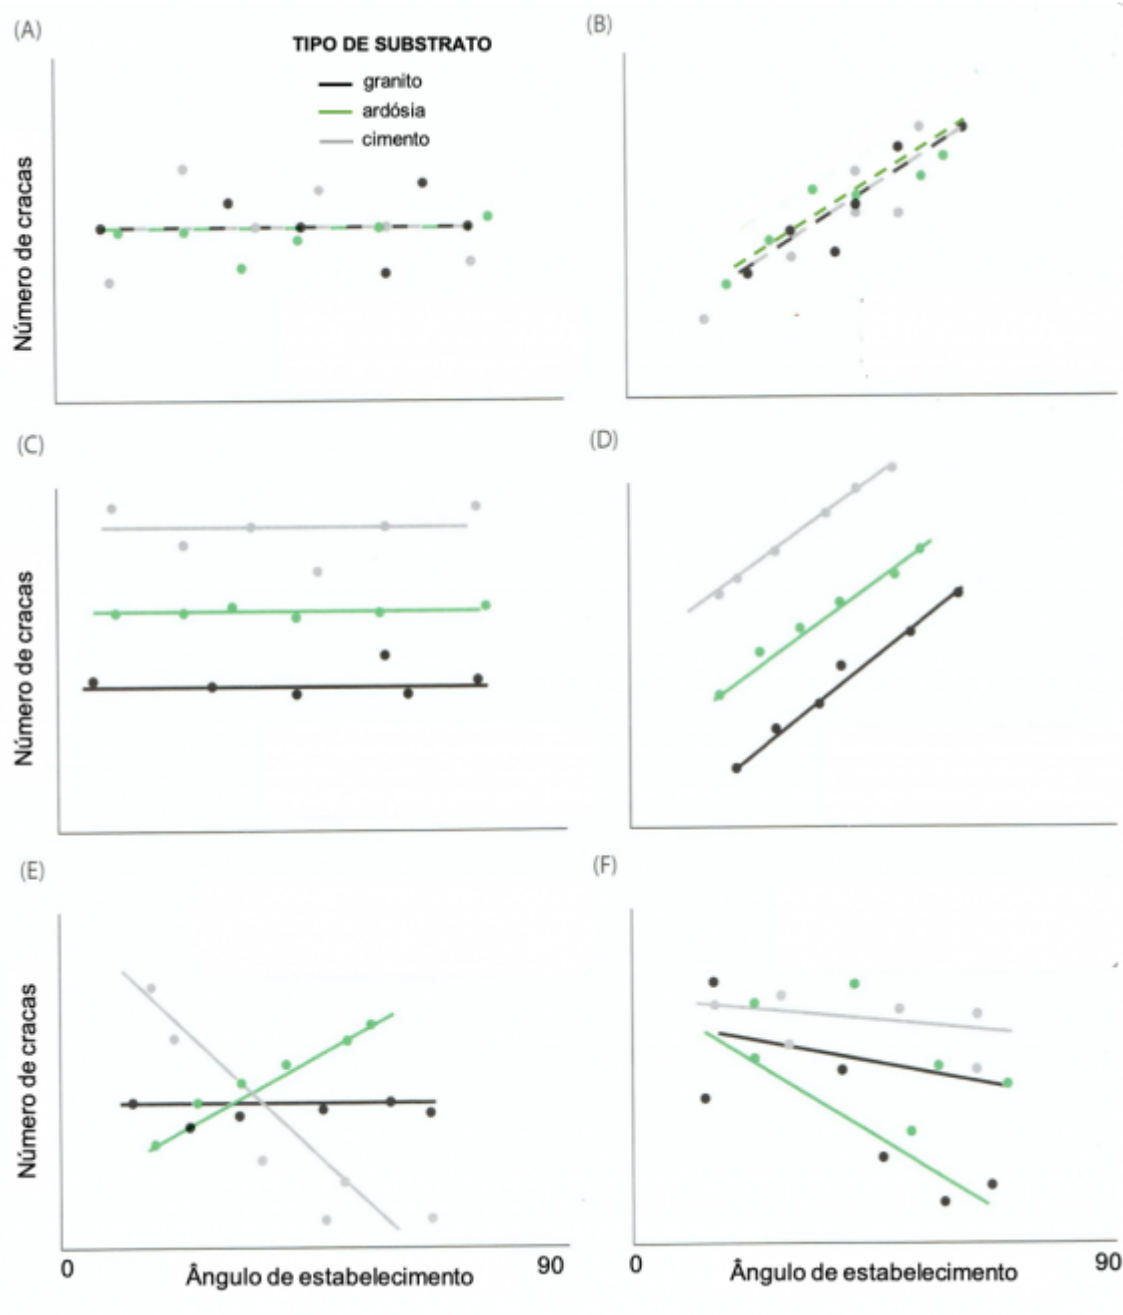 (A)
TIPO DE SUBSTRATO
granito
ardósia
cimento
Número de cracas
(B)
(C)
Número de cracas
(D)
(E)
Número de cracas
0
Ângulo de estabelecimento
90
(F)
0
Ângulo de estabelecimento
90